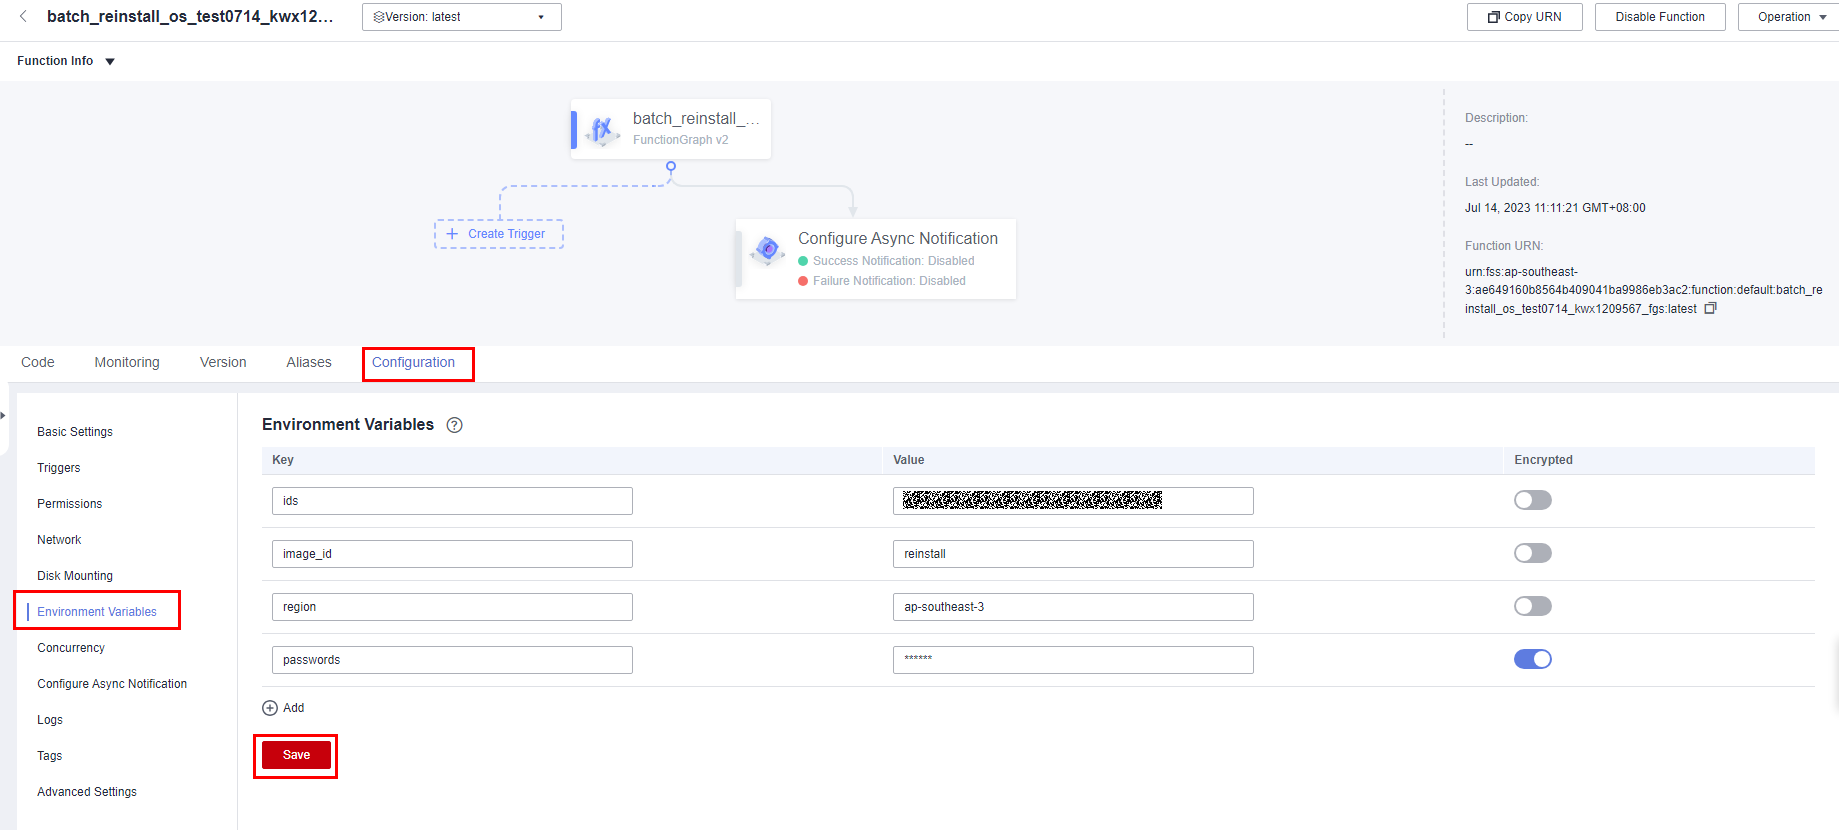 batch_reinstall_os_test0714_kwx12...
Version: latest
Copy URN
Disable Function
Operation
Function Info
batch_reinstall_...
FunctionGraph v2
Create Trigger
Configure Async Notification
Success Notification: Disabled
Failure Notification: Disabled
Description:
--
Last Updated:
Jul 14, 2023 11:11:21 GMT+08:00
Function URN:
urn:fss:ap-southeast-
3:ae649160b8564b409041ba9986eb3ac2:function:default:batch_re
install_os_test0714_kwx1209567_fgs:latest
Code
Monitoring
Version
Aliases
Configuration
Basic Settings
Triggers
Permissions
Network
Disk Mounting
Environment Variables
Concurrency
Configure Async Notification
Logs
Tags
Advanced Settings
Environment Variables ?
Key
Value
Encrypted
ids
image_id
reinstall
region
ap-southeast-3
passwords
******
Add
Save